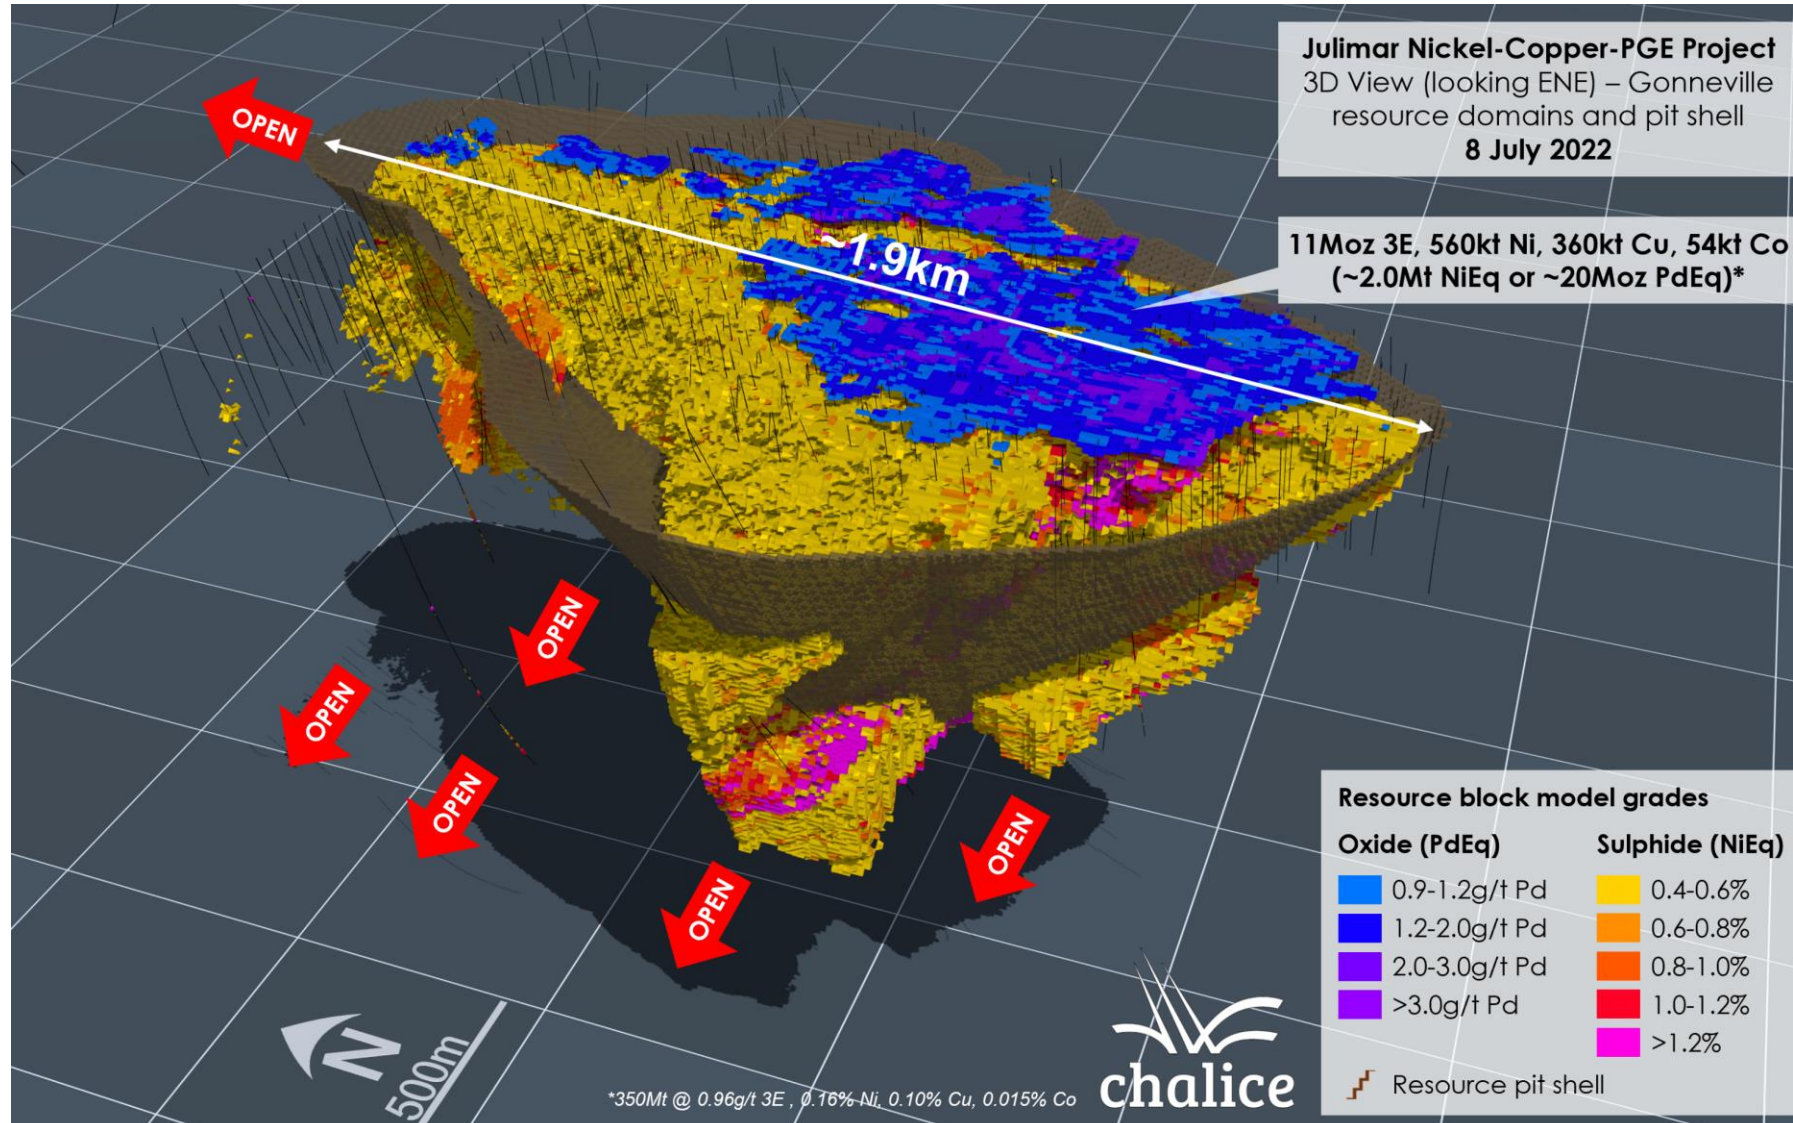 Julimar Nickel-Copper-PGE Project
3D View (looking ENE) – Gonneville
resource domains and pit shell
8 July 2022
OPEN
~1.9km
11Moz 3E, 560kt Ni, 360kt Cu, 54kt Co
(~2.0Mt NiEq or ~20Moz PdEq)*
OPEN
OPEN
OPEN
OPEN
OPEN
Resource block model grades
Oxide (PdEq)
0.9-1.2g/t Pd
1.2-2.0g/t Pd
2.0-3.0g/t Pd
>3.0g/t Pd
Sulphide (NiEq)
0.4-0.6%
0.6-0.8%
0.8-1.0%
1.0-1.2%
>1.2%
Resource pit shell
N
500m
*350Mt @ 0.96g/t 3E , 0.16% Ni, 0.10% Cu, 0.015% Co
chalice